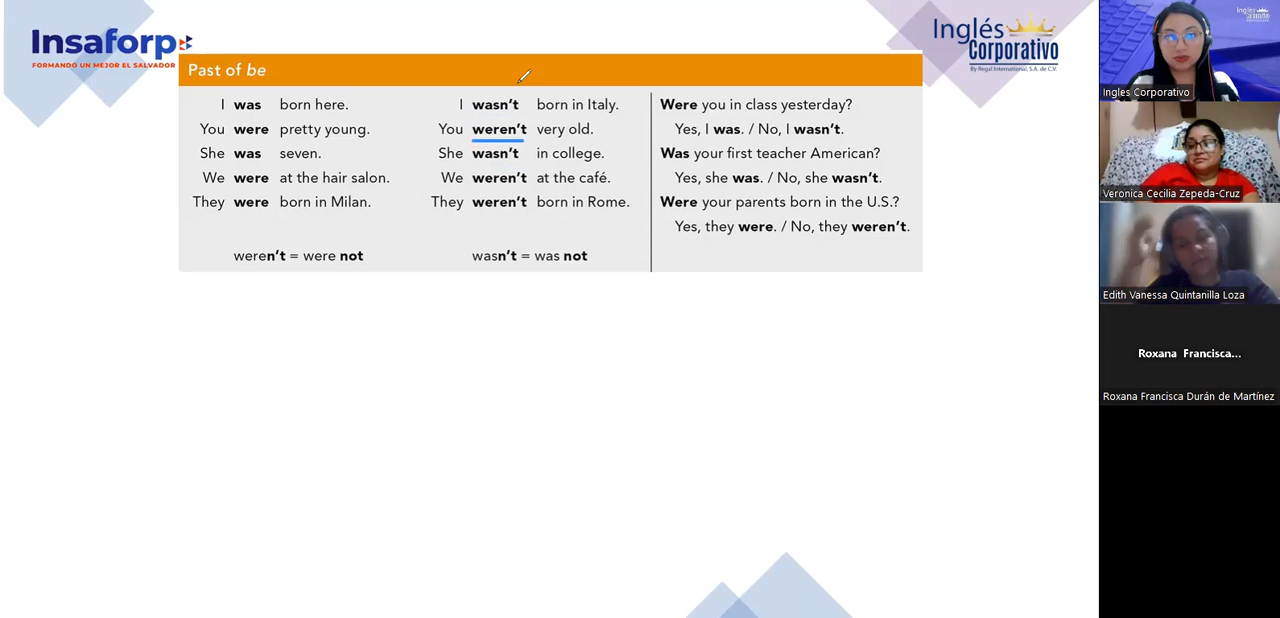 Insaforp
FORMANDO UN MEJOR EL SALVADOR
Inglés
Corporativo
By Regal International, S.A. de C.V.
Past of be
I was born here.
You were pretty young.
She was seven.
We were at the hair salon.
They were born in Milan.
weren't = were not
I wasn't born in Italy.
You weren't very old.
She wasn't in college.
We weren't at the café.
They weren't born in Rome.
wasn't = was not
Were you in class yesterday?
Yes, I was. / No, I wasn't.
Was your first teacher American?
Yes, she was. / No, she wasn't.
Were your parents born in the U.S.?
Yes, they were. / No, they weren't.
Inglés
Ingles Corporativo
Veronica Cecilia Zepeda-Cruz
Edith Vanessa Quintanilla Loza
Roxana Francisca...
Roxana Francisca Durán de Martínez